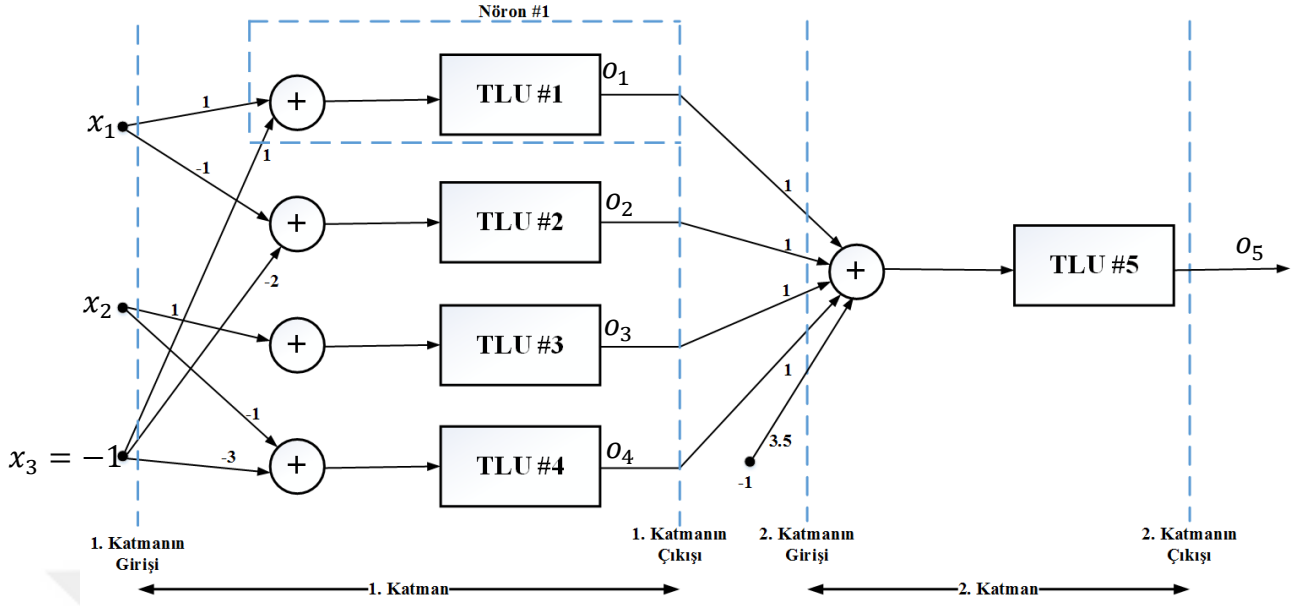 Nöron #1
x₁
1
-1
1
TLU #1
o₁
1
TLU #2
o₂
1
-2
x₂
1
TLU #3
o₃
1
TLU #5
o₅
-1
-3
TLU #4
o₄
1
3.5
-1
x₃ = −1
1. Katmanın
Girişi
1. Katmanın
Çıkışı
2. Katmanın
Girişi
2. Katmanın
Çıkışı
1. Katman
2. Katman